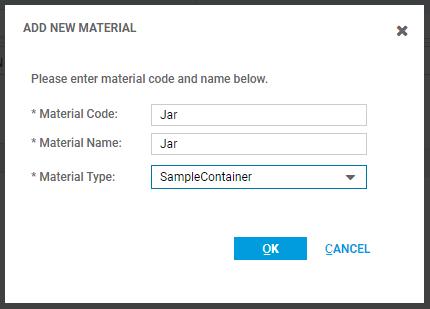 ADD NEW MATERIAL
Please enter material code and name below.
* Material Code: Jar
* Material Name: Jar
* Material Type: SampleContainer
OK CANCEL